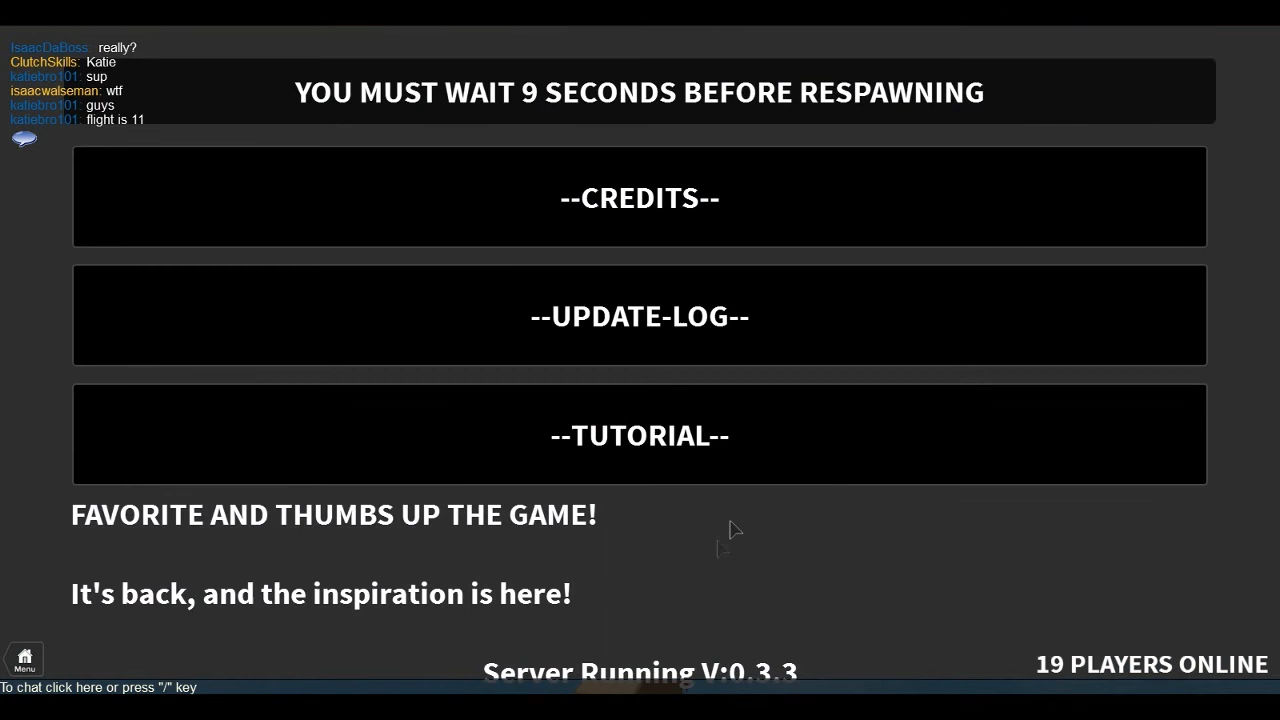 IsaacDaBoss: really?
ClutchSkills: Katie
katiebro101: sup
isaacwalseman: wtf
katiebro101: guys
katiebro101: flight is 11
YOU MUST WAIT 9 SECONDS BEFORE RESPAWNING
--CREDITS--
--UPDATE-LOG--
--TUTORIAL--
FAVORITE AND THUMBS UP THE GAME!
It's back, and the inspiration is here!
Server Running V:0.3.3
19 PLAYERS ONLINE
Menu
To chat click here or press "/" key